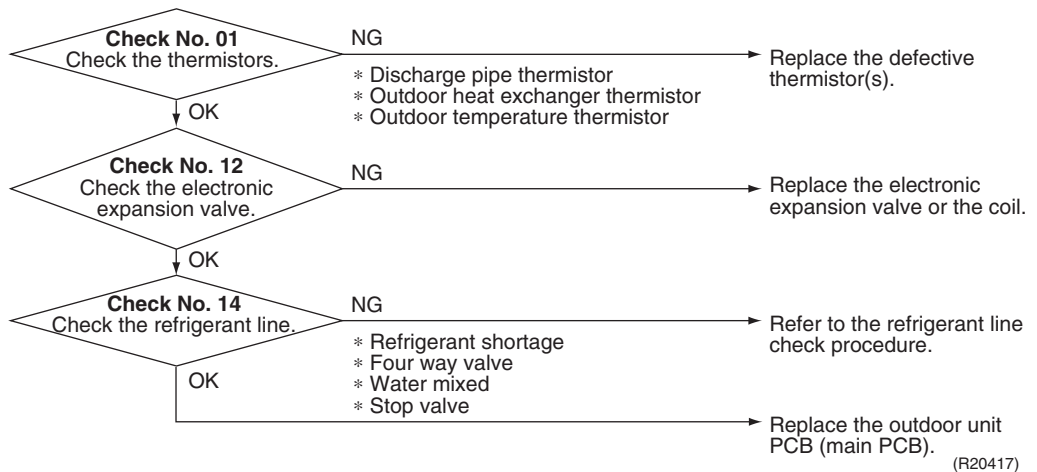 Check No. 01
Check the thermistors.
NG
∗ Discharge pipe thermistor
∗ Outdoor heat exchanger thermistor
∗ Outdoor temperature thermistor
Replace the defective
thermistor(s).
OK
Check No. 12
Check the electronic
expansion valve.
NG
Replace the electronic
expansion valve or the coil.
OK
Check No. 14
Check the refrigerant line.
NG
∗ Refrigerant shortage
∗ Four way valve
∗ Water mixed
∗ Stop valve
Refer to the refrigerant line
check procedure.
OK
Replace the outdoor unit
PCB (main PCB).
(R20417)